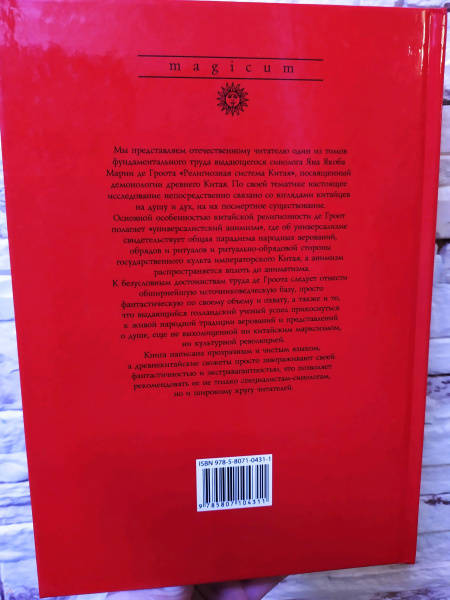 magicum
Мы представляем отечественному читателю один из томов
фундаментального труда выдающегося синолога Яна Якоба
Марии де Гроота «Религиозная система Китая», посвященной
демонологии древнего Китая. По своей тематике настоящее
исследование непосредственно связано со взглядами китайцев
на душу и дух, на их посмертное существование.
Основной особенностью китайской религиозности де Гроот
полагает «универсалистский анимизм», где об универсализме
свидетельствует общая парадигма народных верований,
обрядов и ритуалов и ритуально-обрядовой стороны
государственного культа императорского Китая, а анимизм
распространяется вплоть до аниматизма.
К безусловным достоинствам труда де Гроота следует отнести
обширнейшую источниковедческую базу, просто
фантастическую по своему объему и охвату, а также и то,
что выдающийся голландский ученый успел прикоснуться
к живой народной традиции верований и представлений
о душе, еще не выхолощенной ни китайским марксизмом,
ни культурной революцией.
Книга написана прозрачным и чистым языком,
а древнекитайские сюжеты просто завораживают своей
фантастичностью и экстравагантностью, что позволяет
рекомендовать ее не только специалистам-синологам,
но и широкому кругу читателей.
ISBN 978-5-8071-0431-1
9 785807 104311